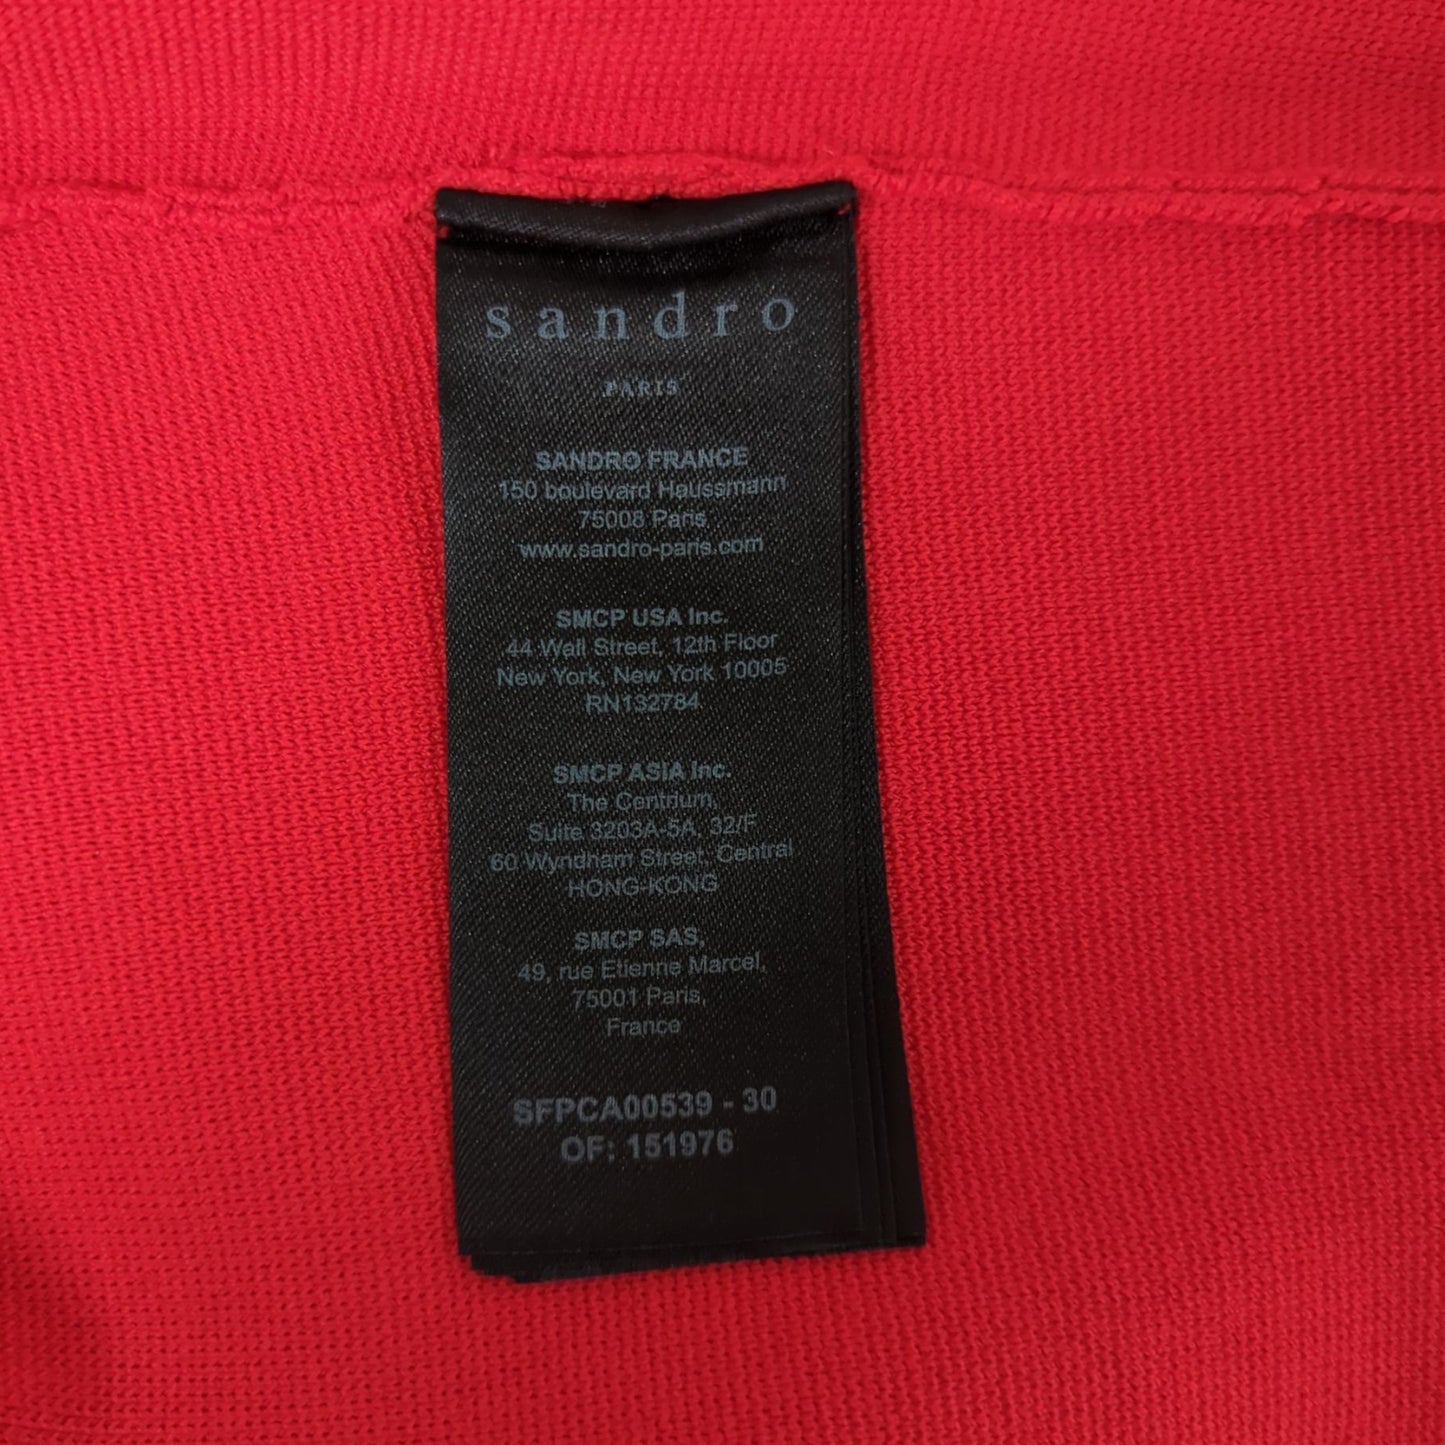 sandro
PARIS
SANDRO FRANCE
150 boulevard Haussmann
75008 Paris
www.sandro-paris.com
SMCP USA Inc.
44 Wall Street, 12th Floor
New York, New York 10005
RN132784
SMCP ASIA Inc.
The Centrium,
Suite 3203A-5A, 32/F
60 Wyndham Street, Central
HONG-KONG
SMCP SAS,
49, rue Etienne Marcel,
75001 Paris,
France
SFPCA00539 - 30
OF: 151976